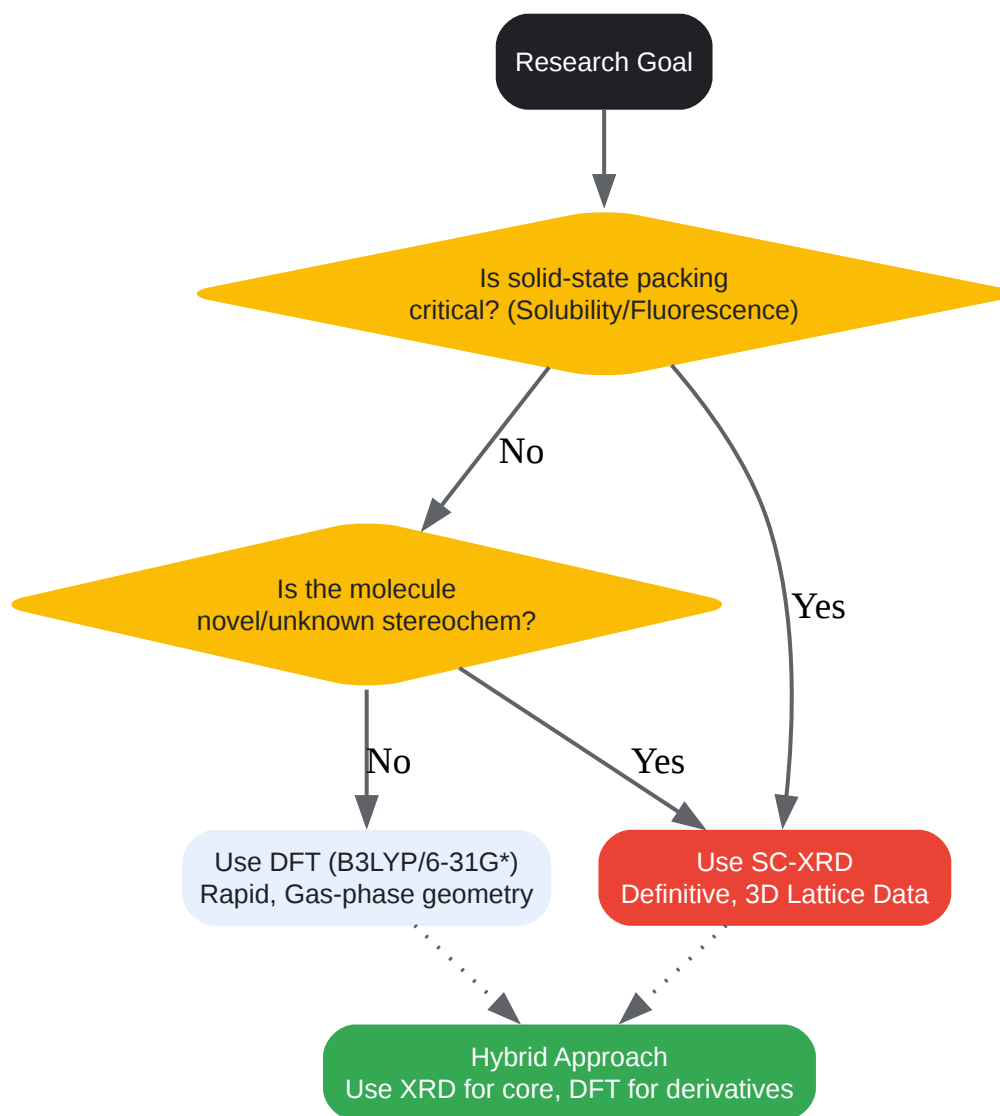 Research Goal
Is solid-state packing
critical? (Solubility/Fluorescence)
No
Is the molecule
novel/unknown stereochem?
Yes
No
Yes
Use DFT (B3LYP/6-31G*)
Rapid, Gas-phase geometry
Use SC-XRD
Definitive, 3D Lattice Data
Hybrid Approach
Use XRD for core, DFT for derivatives